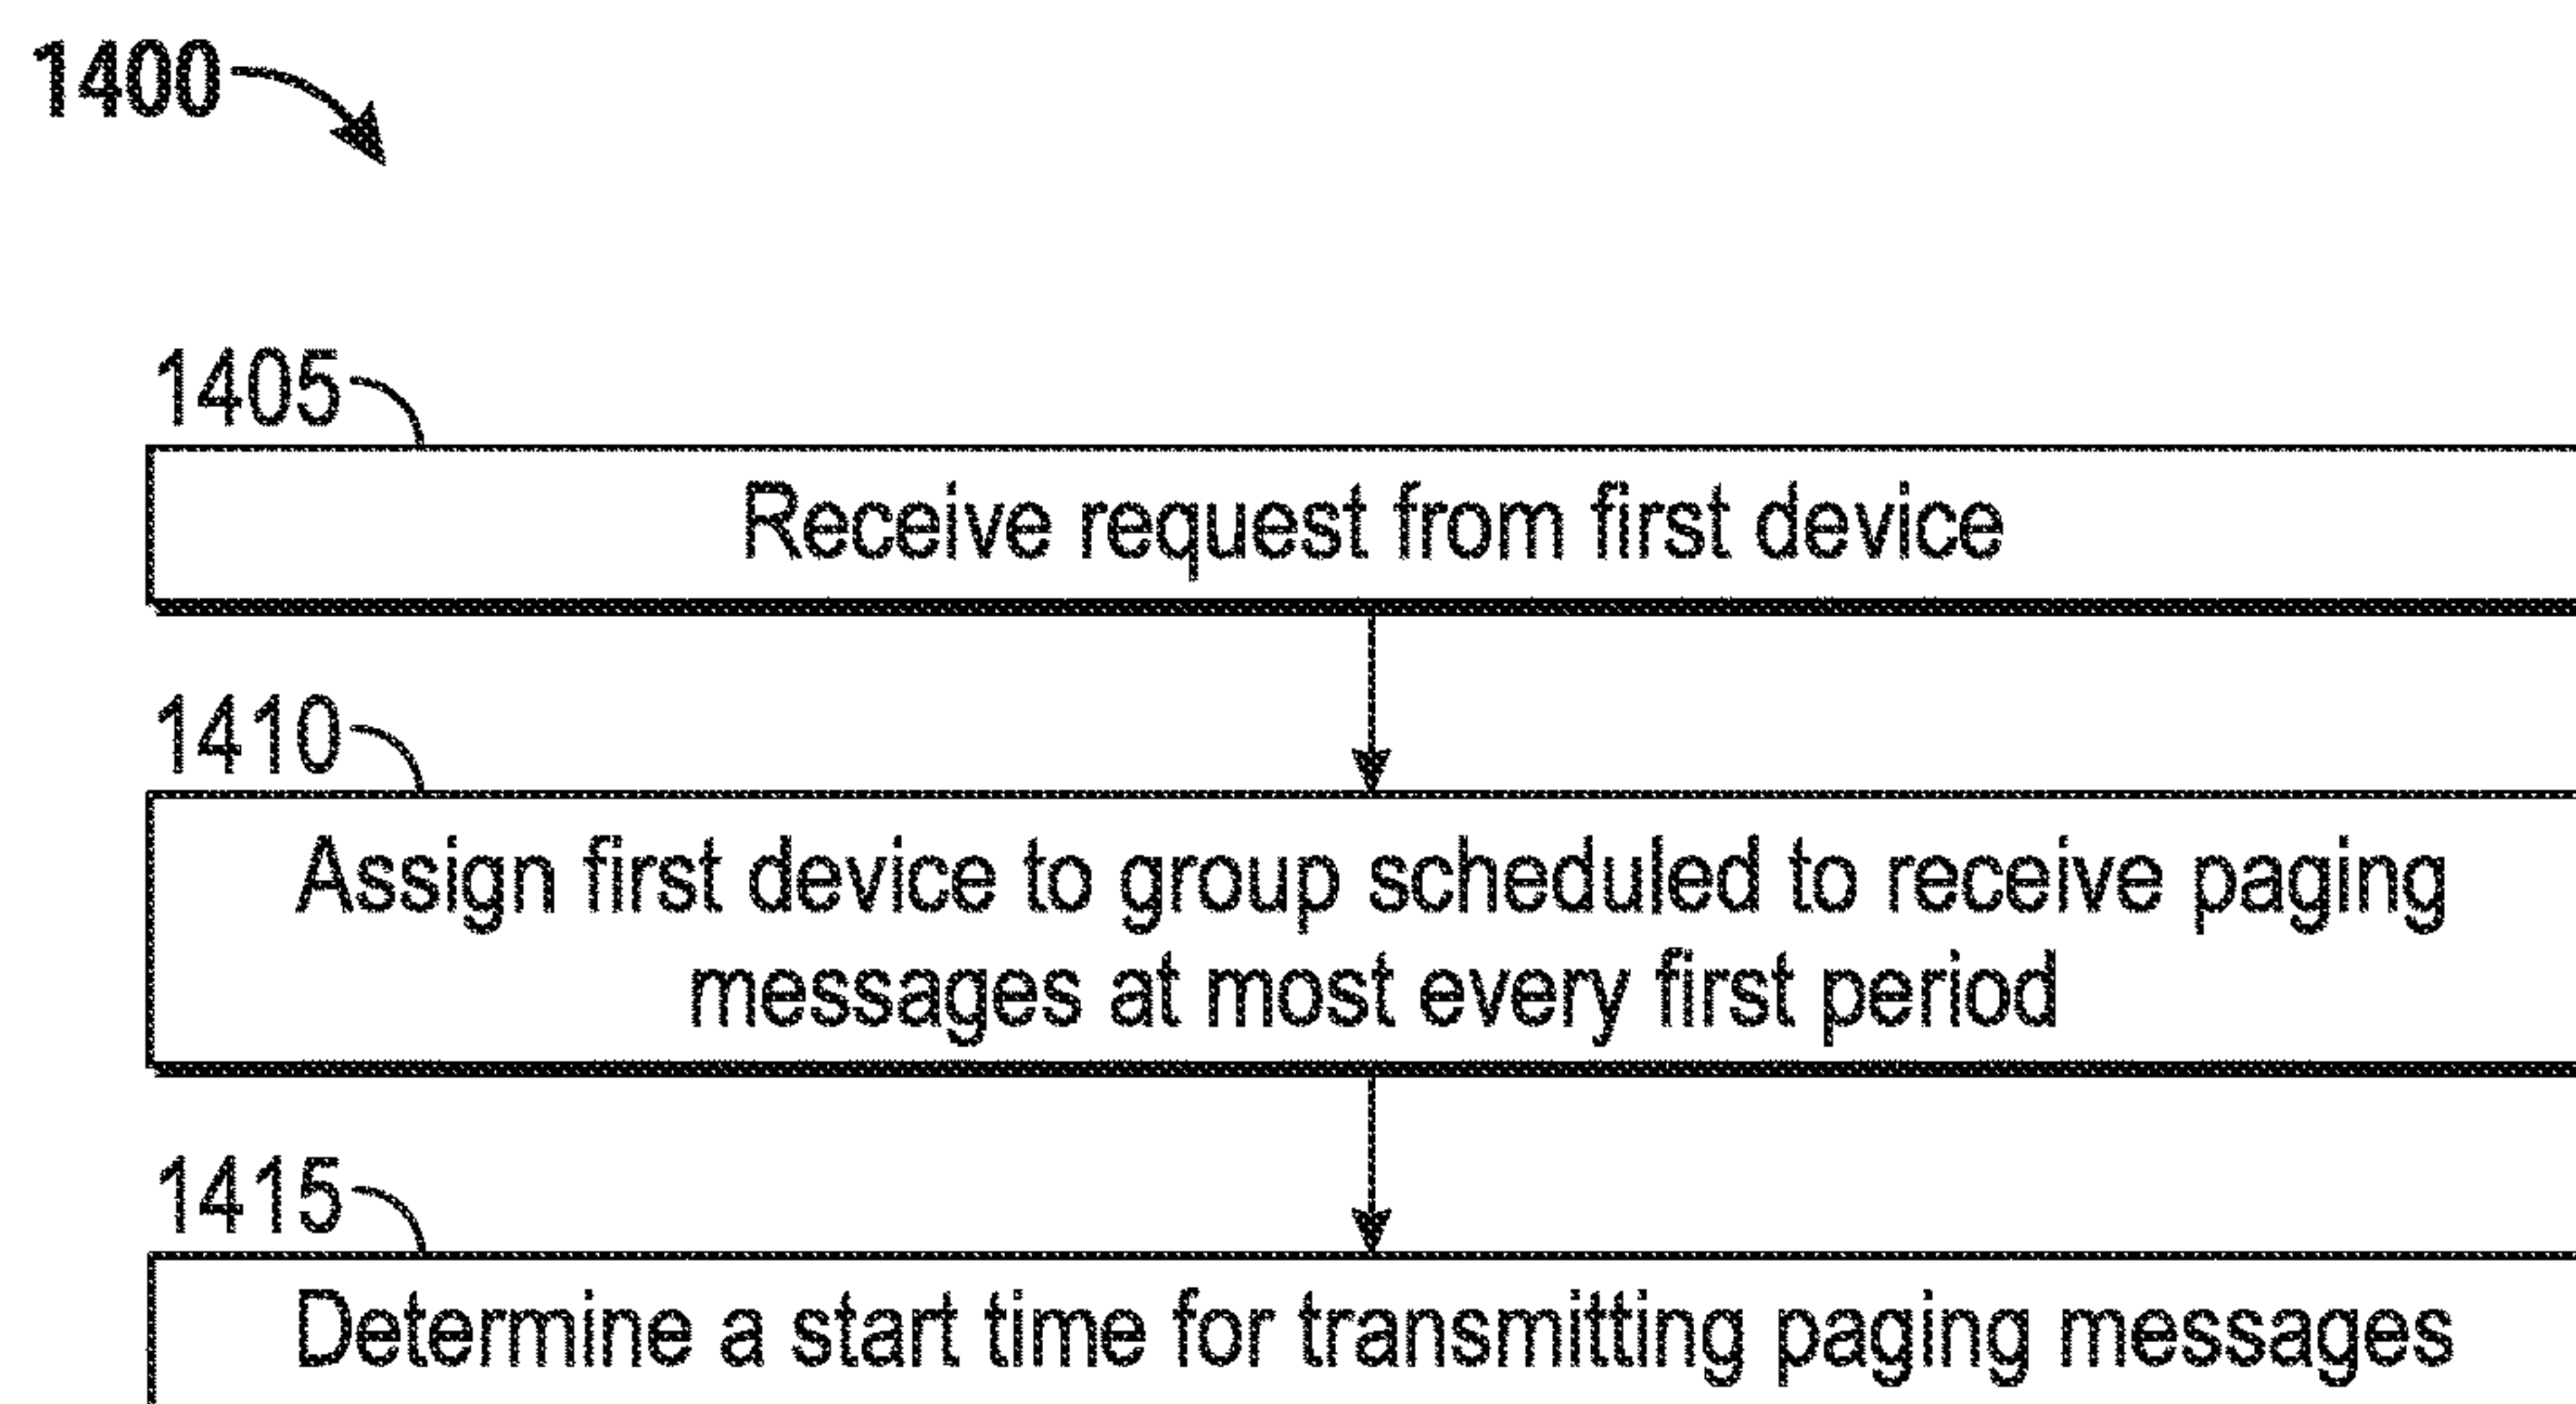 1400
1405
Receive request from first device
1410
Assign first device to group scheduled to receive paging
messages at most every first period
1415
Determine a start time for transmitting paging messages